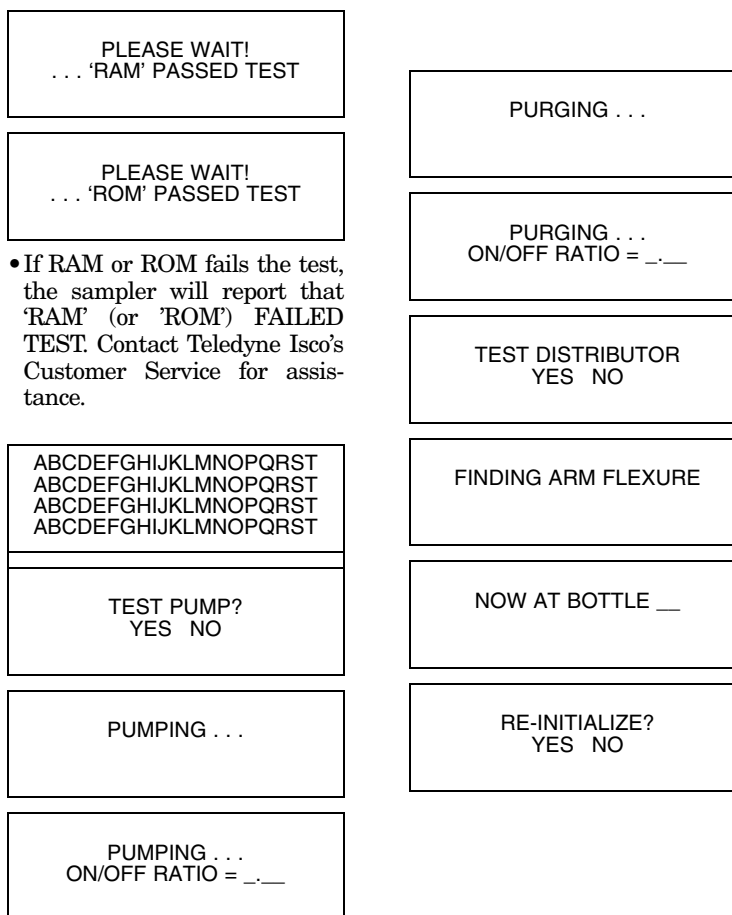 PLEASE WAIT!
. . . ‘RAM’ PASSED TEST
PLEASE WAIT!
. . . ‘ROM’ PASSED TEST
• If RAM or ROM fails the test,
the sampler will report that
‘RAM’ (or ’ROM’) FAILED
TEST. Contact Teledyne Isco’s
Customer Service for assis-
tance.
ABCDEFGHIJKLMNOPQRST
ABCDEFGHIJKLMNOPQRST
ABCDEFGHIJKLMNOPQRST
ABCDEFGHIJKLMNOPQRST
TEST PUMP?
YES NO
PUMPING . . .
PUMPING . . .
ON/OFF RATIO = _.__
PURGING . . .
PURGING . . .
ON/OFF RATIO = _.__
TEST DISTRIBUTOR
YES NO
FINDING ARM FLEXURE
NOW AT BOTTLE __
RE-INITIALIZE?
YES NO